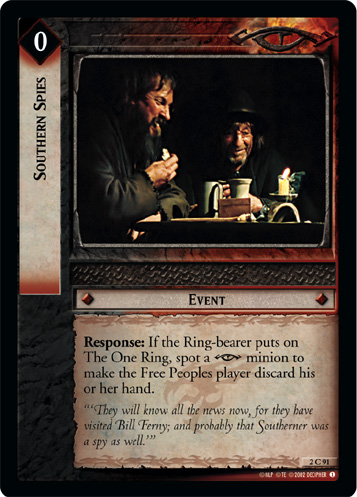 0
SOUTHERN SPIES
EVENT
Response: If the Ring-bearer puts on
The One Ring, spot a minion to
make the Free Peoples player discard his
or her hand.
“‘They will know all the news now, for they have
visited Bill Ferny; and probably that Southerner was
a spy as well.’”
2 C 91
©NLP ™TE ©2002 DECIPHER 1